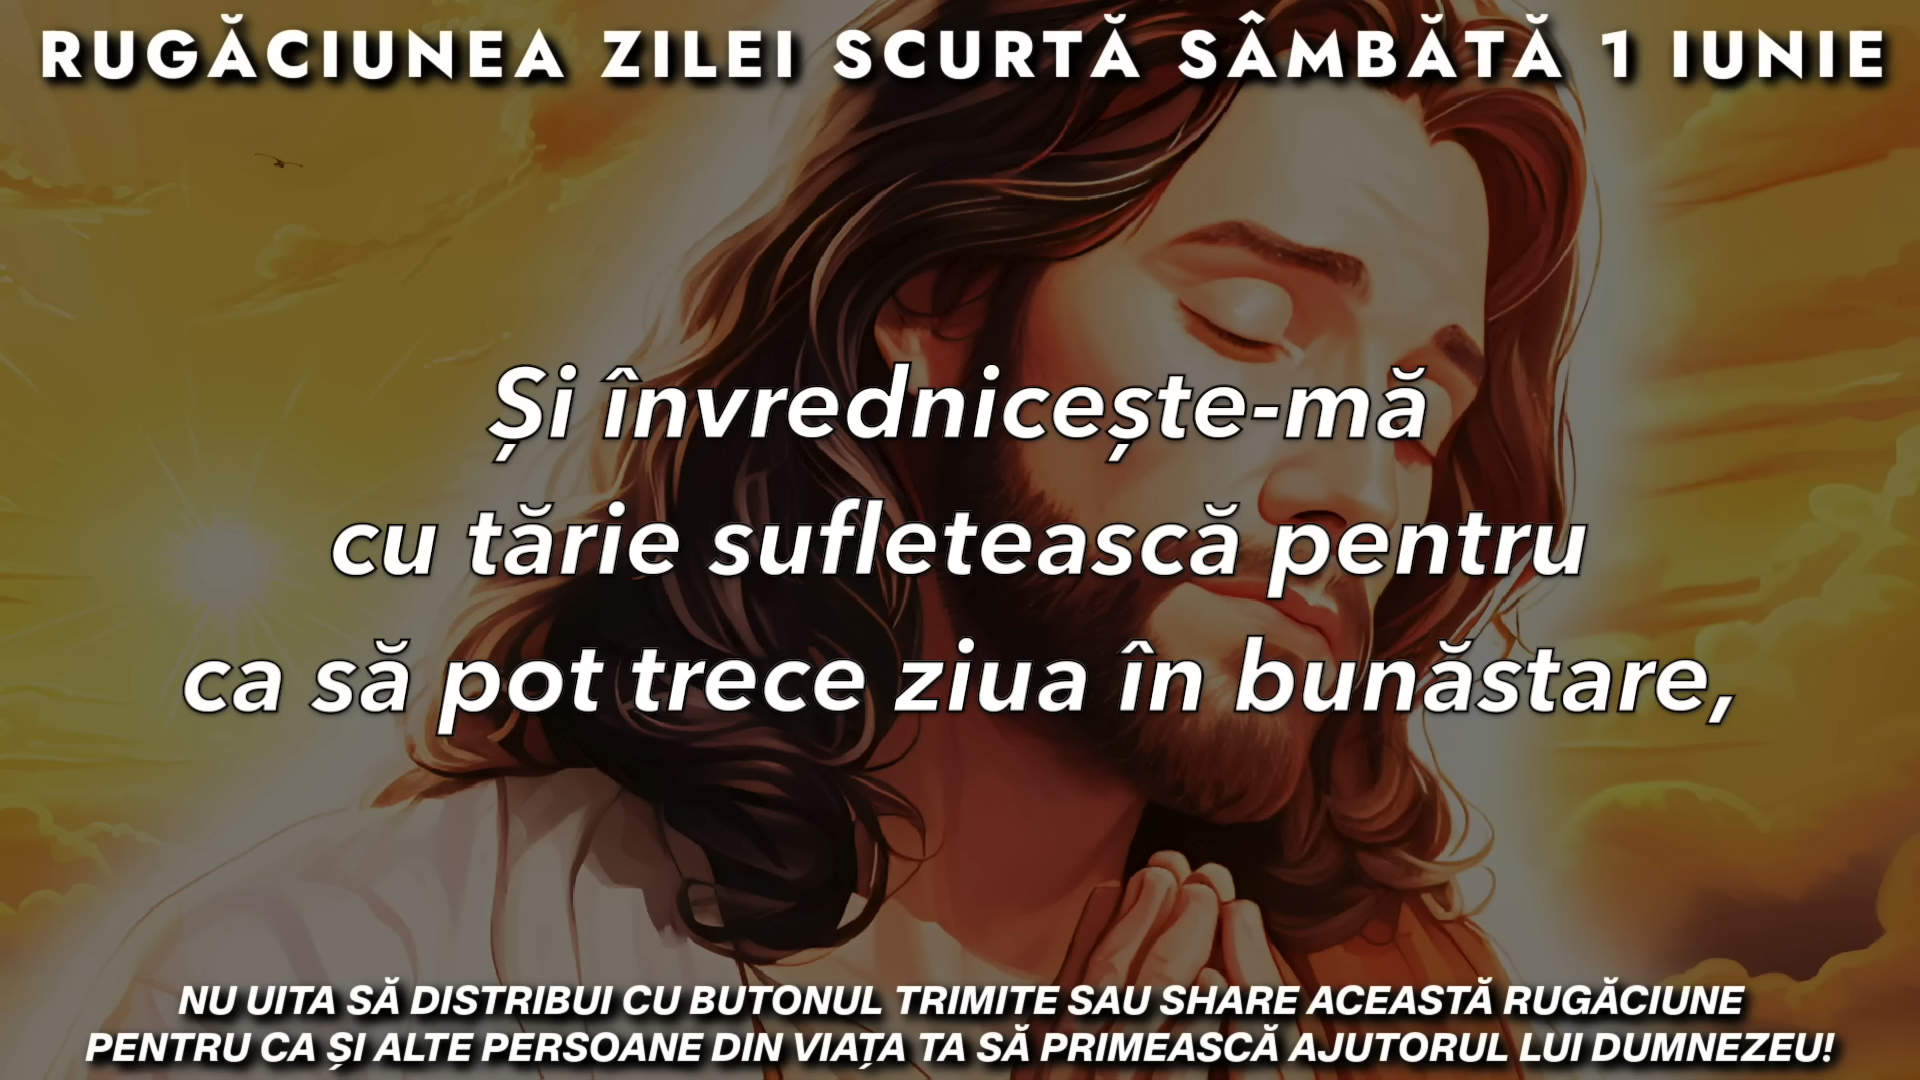 RUGĂCIUNEA ZILEI SCURTĂ SÂMBĂTĂ 1 IUNIE
Și învrednicește-mă
cu tărie sufletească pentru
ca să pot trece ziua în bunăstare,
NU UITA SĂ DISTRIBUI CU BUTONUL TRIMITE SAU SHARE ACEASTĂ RUGĂCIUNE
PENTRU CA ȘI ALTE PERSOANE DIN VIAȚA TA SĂ PRIMEASCĂ AJUTORUL LUI DUMNEZEU!